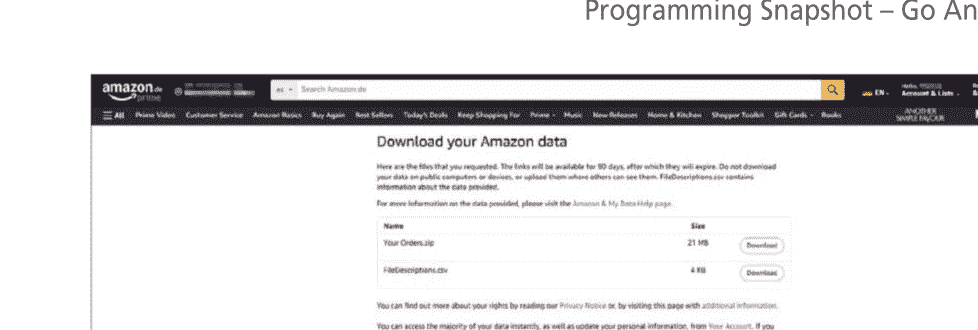 Programming Snapshot – Go An
amazon.de
prime
All Search Amazon.de EN Hello, Account & Lists
All Prime Video Customer Service Amazon Basics Buy Again Best Sellers Today's Deals Keep Shopping For Prime Music New Releases Home & Kitchen Shopper Toolkit Gift Cards Books
Download your Amazon data
Here are the files that you requested. The links will be available for 90 days, after which they will expire. Do not download
your data on public computers or devices, or upload them where others can see them. FileDescriptions.csv contains
information about the data provided.
For more information on the data provided, please visit the Amazon & My Data Help page.
Name Size
Your Orders.zip 21 MB Download
FileDescriptions.csv 4 KB Download
You can find out more about your rights by reading our Privacy Notice or, by visiting this page with additional information.
You can access the majority of your data instantly, as well as update your personal information, from Your Account. If you